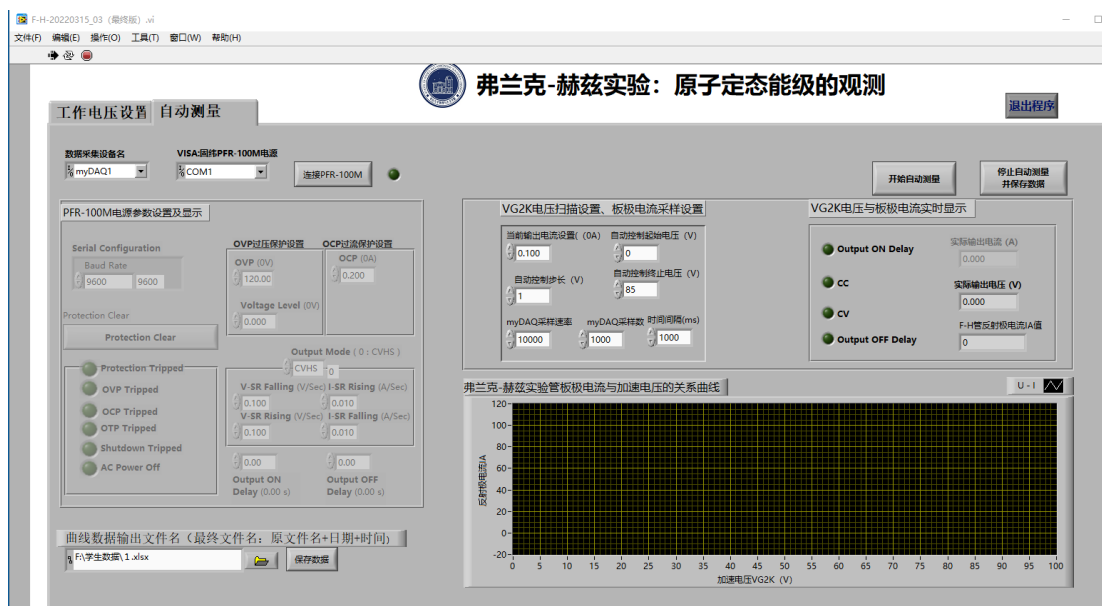 F-H-20220315_03（最终版）.vi
文件(F) 编辑(E) 操作(O) 工具(T) 窗口(W) 帮助(H)
弗兰克-赫兹实验：原子定态能级的观测
退出程序
工作电压设置 自动测量
数据采集设备名 VISA:固纬PFR-100M电源
myDAQ1 COM1 连接PFR-100M
开始自动测量
停止自动测量
并保存数据
PFR-100M电源参数设置及显示
Serial Configuration
Baud Rate
9600 9600
OVP过压保护设置 OCP过流保护设置
OVP (0V) OCP (0A)
120.00 0.200
Voltage Level (0V)
0.000
Protection Clear
Protection Clear
Output Mode ( 0 : CVHS )
CVHS 0
Protection Tripped
OVP Tripped
OCP Tripped
OTP Tripped
Shutdown Tripped
AC Power Off
V-SR Falling (V/Sec) I-SR Rising (A/Sec)
0.100 0.010
V-SR Rising (V/Sec) I-SR Falling (A/Sec)
0.100 0.010
0.00 0.00
Output ON Output OFF
Delay (0.00 s) Delay (0.00 s)
曲线数据输出文件名（最终文件名：原文件名+日期+时间）
F:\学生数据\１.xlsx
保存数据
VG2K电压扫描设置、板极电流采样设置
当前输出电流设置( (0A) 自动控制起始电压 (V)
0.100 0
自动控制步长 (V) 自动控制终止电压 (V)
1 85
myDAQ采样速率 myDAQ采样数 时间间隔(ms)
10000 1000 1000
VG2K电压与板极电流实时显示
Output ON Delay
CC
CV
Output OFF Delay
实际输出电流 (A)
0.000
实际输出电压 (V)
0.000
F-H管反射极电流IA值
0
弗兰克-赫兹实验管板极电流与加速电压的关系曲线
U - I
120
100
80
60
40
20
0
-20
反射极电流IA
0 5 10 15 20 25 30 35 40 45 50 55 60 65 70 75 80 85 90 95 100
加速电压VG2K（V)